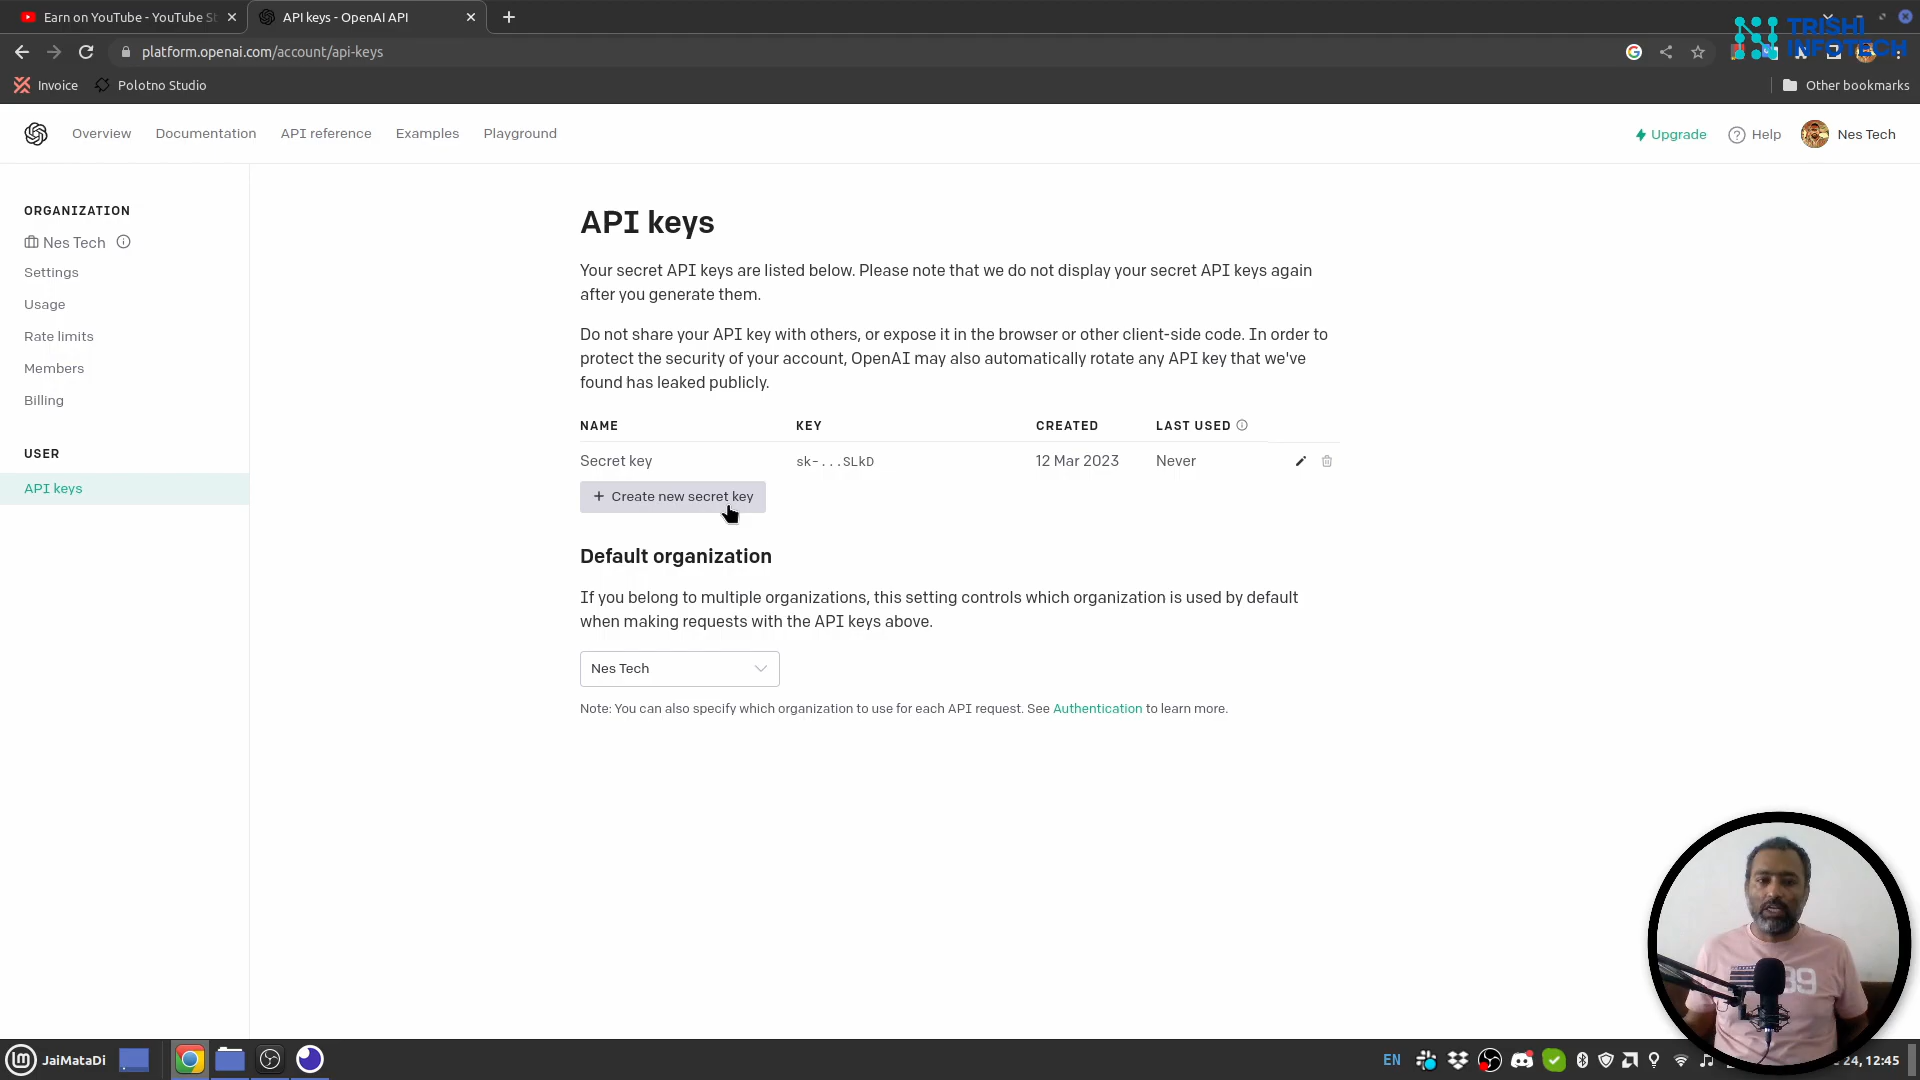 Earn on YouTube - YouTube St
API keys - OpenAI API
platform.openai.com/account/api-keys
TRISHI
INFOTECH
Invoice
Polotno Studio
Other bookmarks
Overview
Documentation
API reference
Examples
Playground
Upgrade
Help
Nes Tech
ORGANIZATION
Nes Tech
Settings
Usage
Rate limits
Members
Billing
USER
API keys
API keys
Your secret API keys are listed below. Please note that we do not display your secret API keys again
after you generate them.
Do not share your API key with others, or expose it in the browser or other client-side code. In order to
protect the security of your account, OpenAI may also automatically rotate any API key that we've
found has leaked publicly.
NAME KEY CREATED LAST USED
Secret key sk-...SLkD 12 Mar 2023 Never
+ Create new secret key
Default organization
If you belong to multiple organizations, this setting controls which organization is used by default
when making requests with the API keys above.
Nes Tech
Note: You can also specify which organization to use for each API request. See Authentication to learn more.
JaiMataDi
EN
24, 12:45